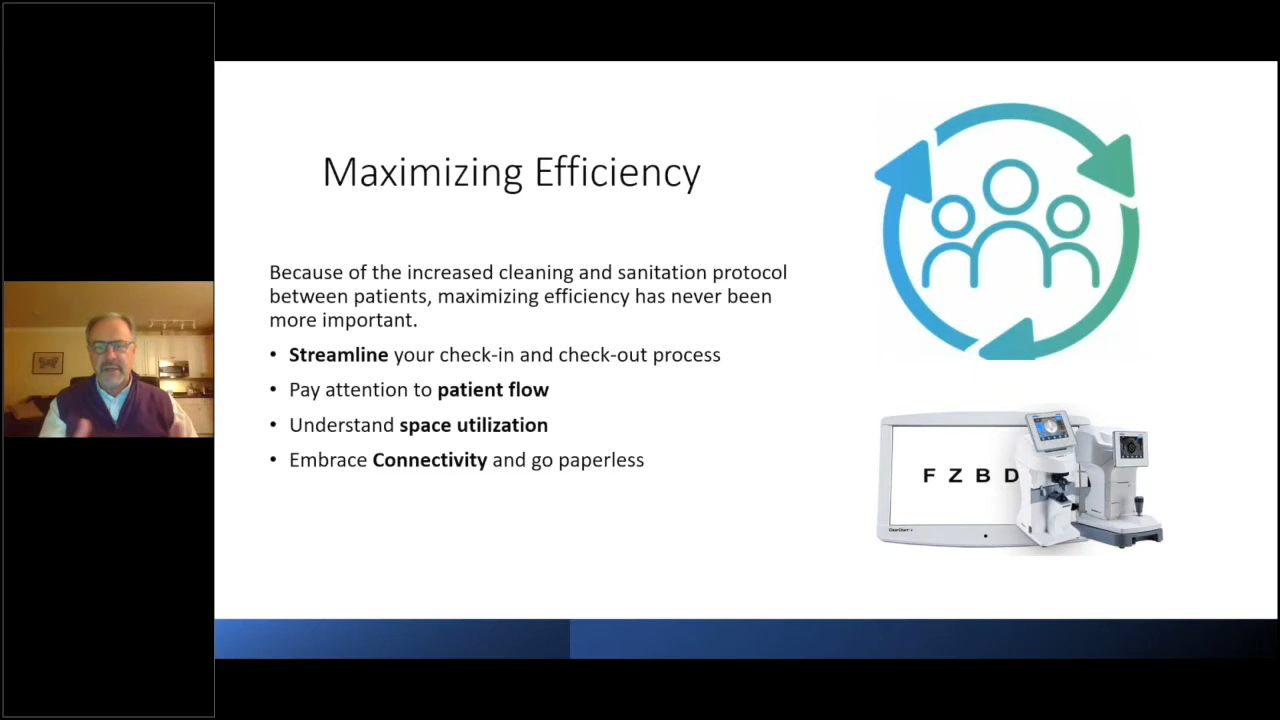 Maximizing Efficiency
Because of the increased cleaning and sanitation protocol
between patients, maximizing efficiency has never been
more important.
• Streamline your check-in and check-out process
• Pay attention to patient flow
• Understand space utilization
• Embrace Connectivity and go paperless
F Z B D